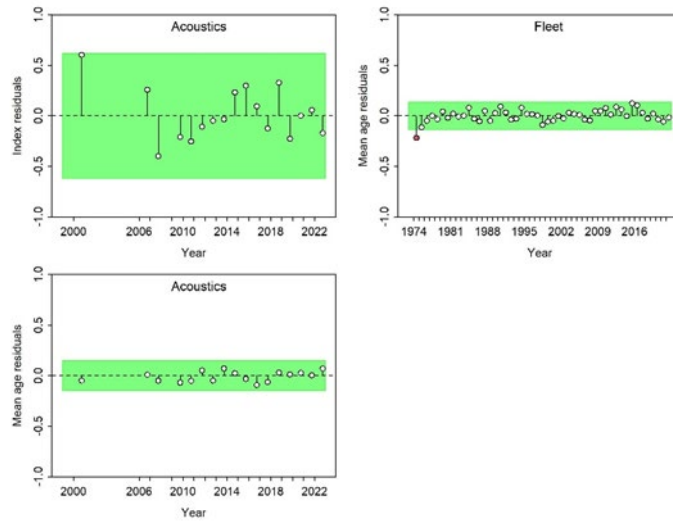 Acoustics
Index residuals
1.0
0.5
0.0
-0.5
-1.0
2000 2006 2010 2014 2018 2022
Year
Fleet
Mean age residuals
1.0
0.5
0.0
-0.5
-1.0
1974 1981 1988 1995 2002 2009 2016
Year
Acoustics
Mean age residuals
1.0
0.5
0.0
-0.5
-1.0
2000 2006 2010 2014 2018 2022
Year